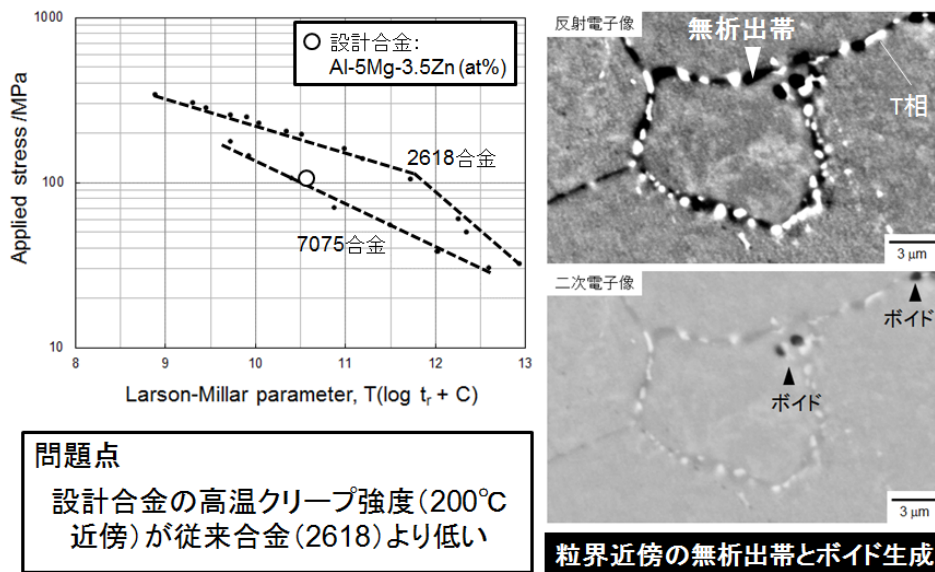 1000
100
10
Applied stress /MPa
8
9
10
11
12
13
Larson-Millar parameter, T(log tr + C)
設計合金:
Al-5Mg-3.5Zn (at%)
2618合金
7075合金
問題点
設計合金の高温クリープ強度(200℃
近傍)が従来合金(2618)より低い
反射電子像
無析出帯
T相
3 μm
二次電子像
ボイド
ボイド
3 μm
粒界近傍の無析出帯とボイド生成